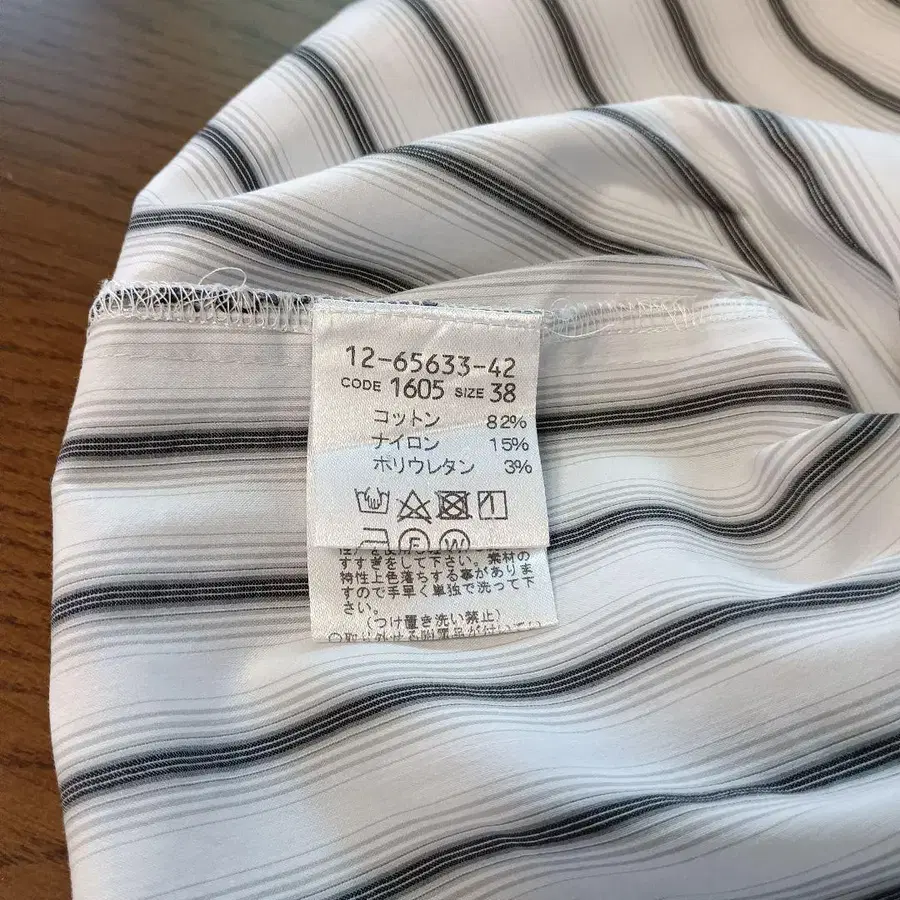 12-65633-42
CODE 1605 SIZE 38
コットン 82%
ナイロン 15%
ポリウレタン 3%
F W
すすぎをして下さい。素材の
特性上色落ちする事がありま
すので手早く単独で洗って下
さい。
(つけ置き洗い禁止)